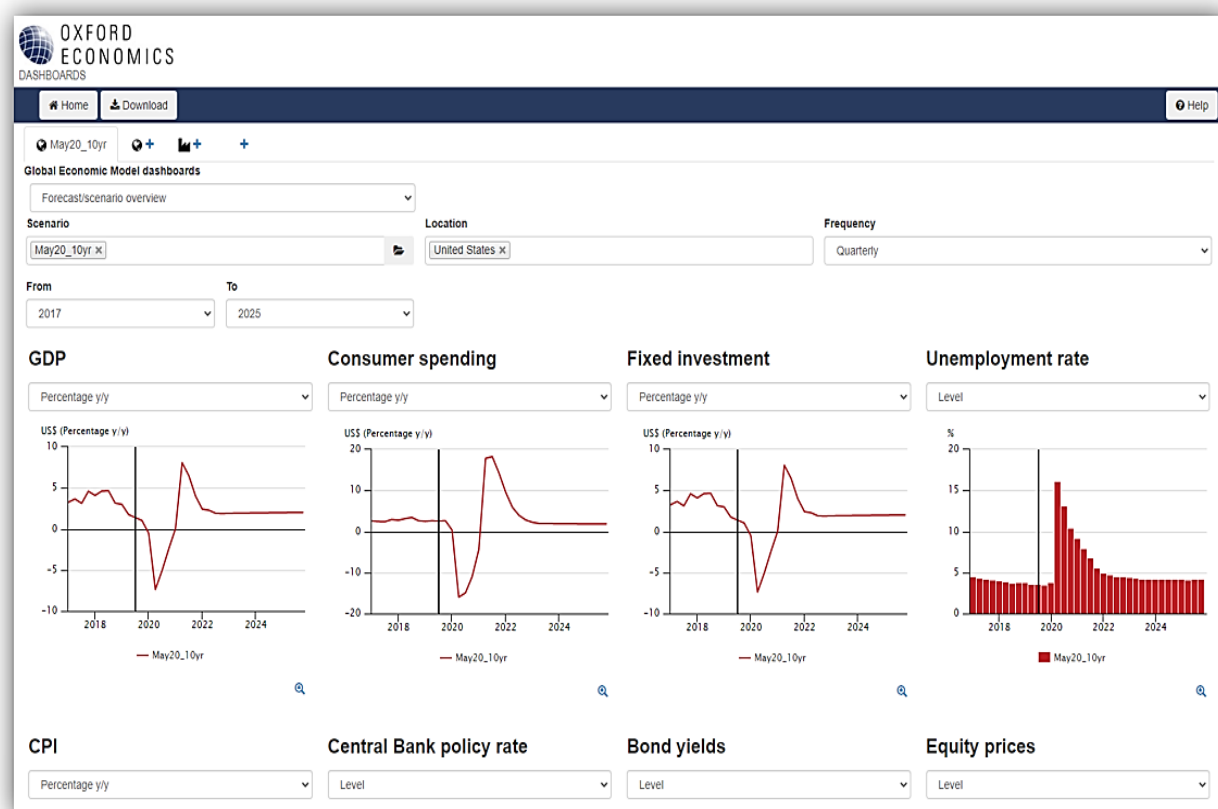 OXFORD
ECONOMICS
DASHBOARDS
Home Download Help
May20_10yr + + +
Global Economic Model dashboards
Forecast/scenario overview
Scenario Location Frequency
May20_10yr × United States × Quarterly
From To
2017 2025
GDP Consumer spending Fixed investment Unemployment rate
Percentage y/y Percentage y/y Percentage y/y Level
US$ (Percentage y/y) US$ (Percentage y/y) US$ (Percentage y/y) %
10 20 10 20
5 10 5 15
0 0 0 10
-5 -10 -5 5
-10 -20 -10 0
2018 2020 2022 2024 2018 2020 2022 2024 2018 2020 2022 2024 2018 2020 2022 2024
May20_10yr May20_10yr May20_10yr May20_10yr
CPI Central Bank policy rate Bond yields Equity prices
Percentage y/y Level Level Level